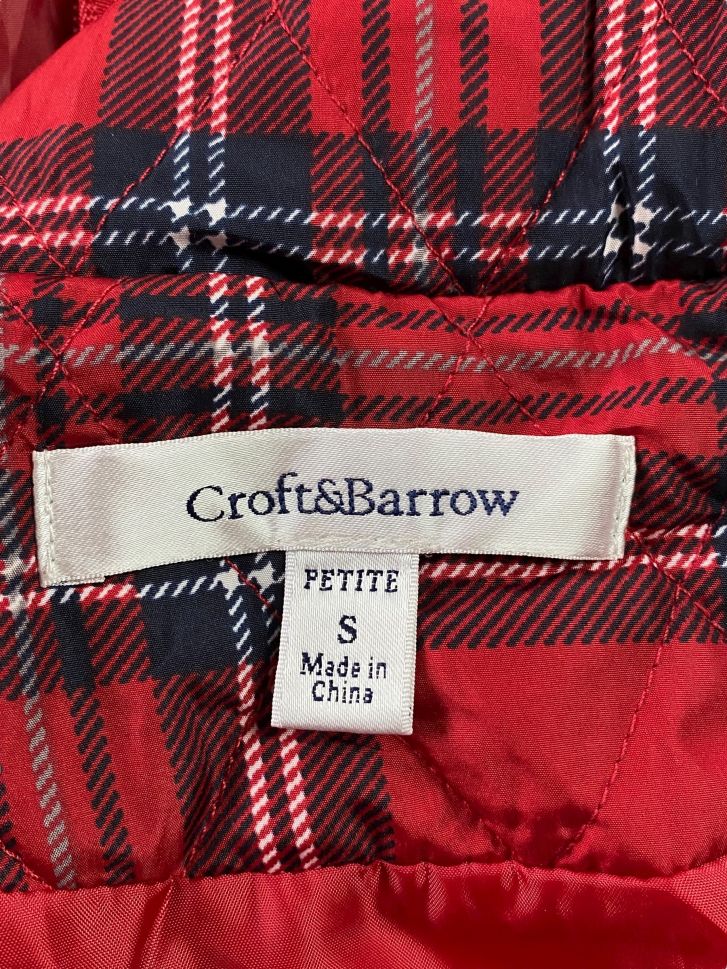 Croft&Barrow
PETITE
S
Made in
China